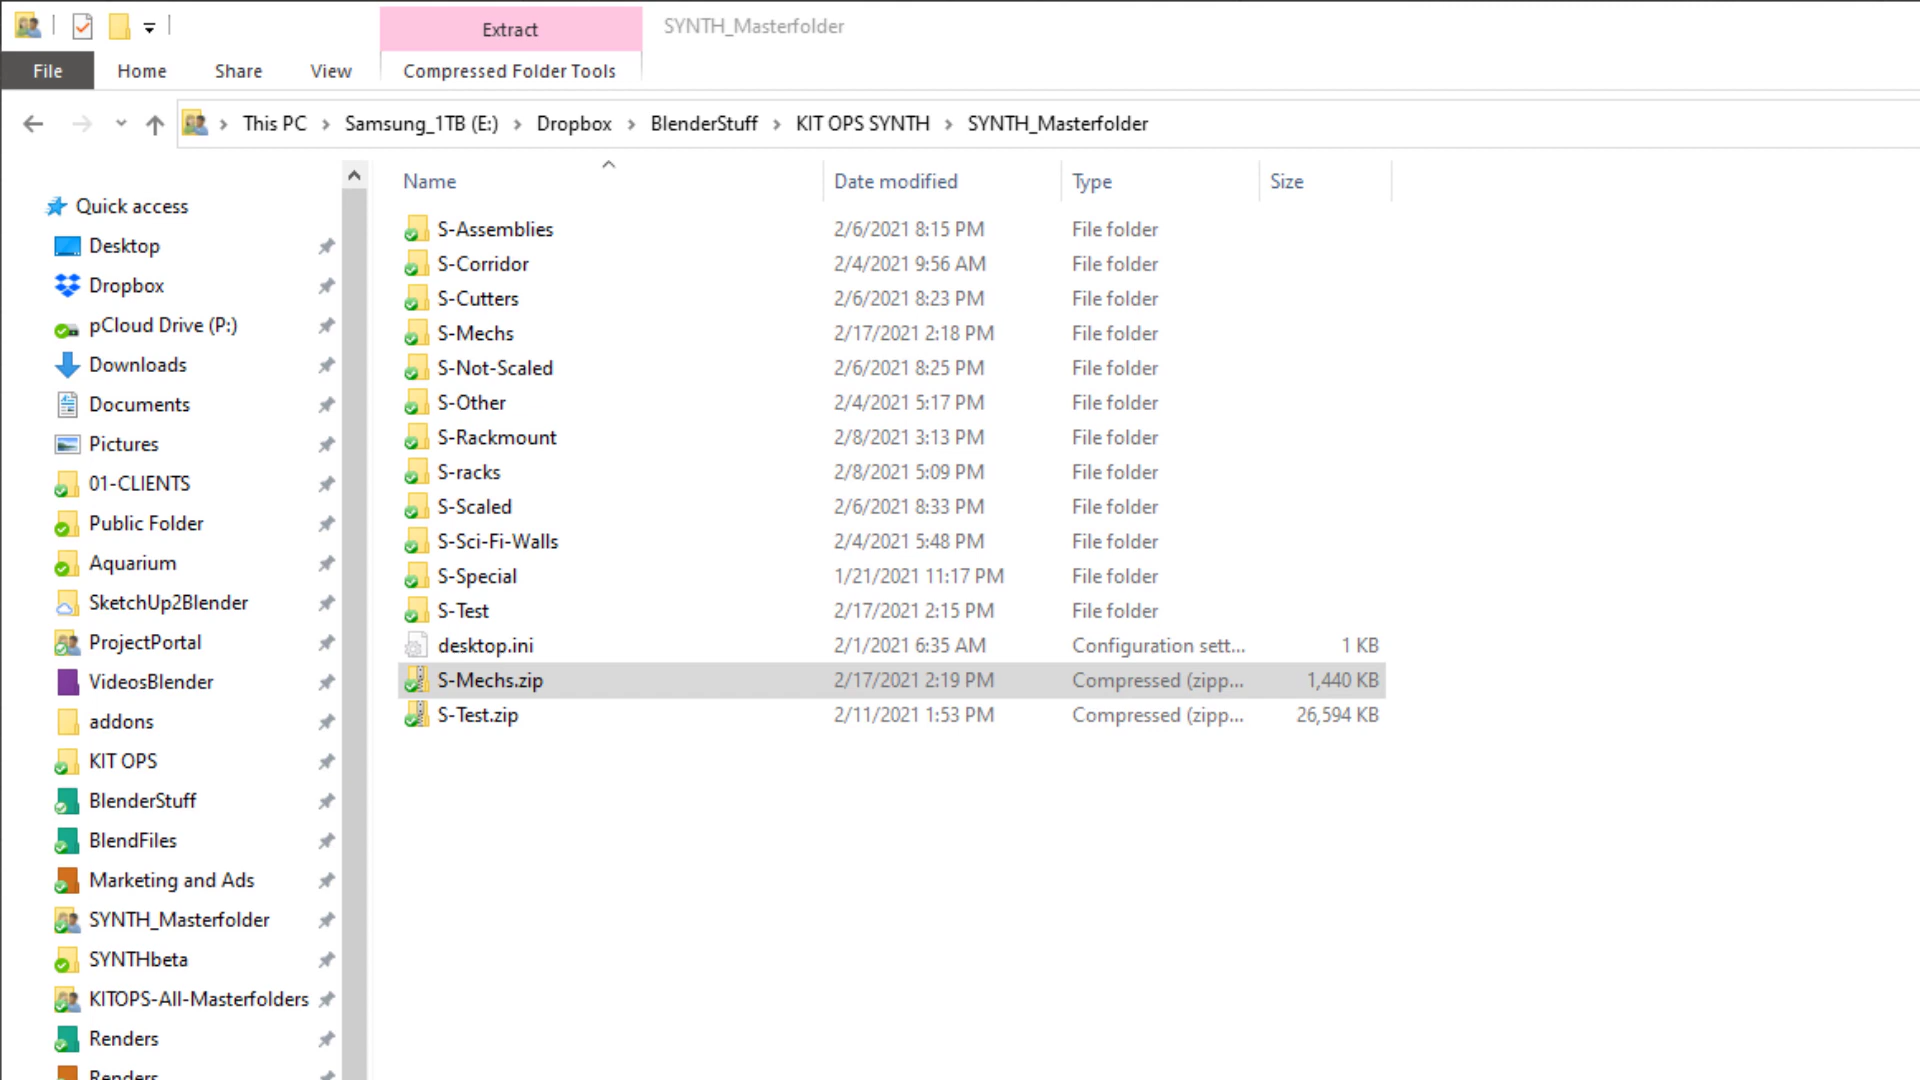 Extract
SYNTH_Masterfolder
File Home Share View Compressed Folder Tools
This PC Samsung_1TB (E:) Dropbox BlenderStuff KIT OPS SYNTH SYNTH_Masterfolder
Quick access
Desktop
Dropbox
pCloud Drive (P:)
Downloads
Documents
Pictures
01-CLIENTS
Public Folder
Aquarium
SketchUp2Blender
ProjectPortal
VideosBlender
addons
KIT OPS
BlenderStuff
BlendFiles
Marketing and Ads
SYNTH_Masterfolder
SYNTHbeta
KITOPS-All-Masterfolders
Renders
Renders
Name Date modified Type Size
S-Assemblies 2/6/2021 8:15 PM File folder
S-Corridor 2/4/2021 9:56 AM File folder
S-Cutters 2/6/2021 8:23 PM File folder
S-Mechs 2/17/2021 2:18 PM File folder
S-Not-Scaled 2/6/2021 8:25 PM File folder
S-Other 2/4/2021 5:17 PM File folder
S-Rackmount 2/8/2021 3:13 PM File folder
S-racks 2/8/2021 5:09 PM File folder
S-Scaled 2/6/2021 8:33 PM File folder
S-Sci-Fi-Walls 2/4/2021 5:48 PM File folder
S-Special 1/21/2021 11:17 PM File folder
S-Test 2/17/2021 2:15 PM File folder
desktop.ini 2/1/2021 6:35 AM Configuration sett... 1 KB
S-Mechs.zip 2/17/2021 2:19 PM Compressed (zipp... 1,440 KB
S-Test.zip 2/11/2021 1:53 PM Compressed (zipp... 26,594 KB